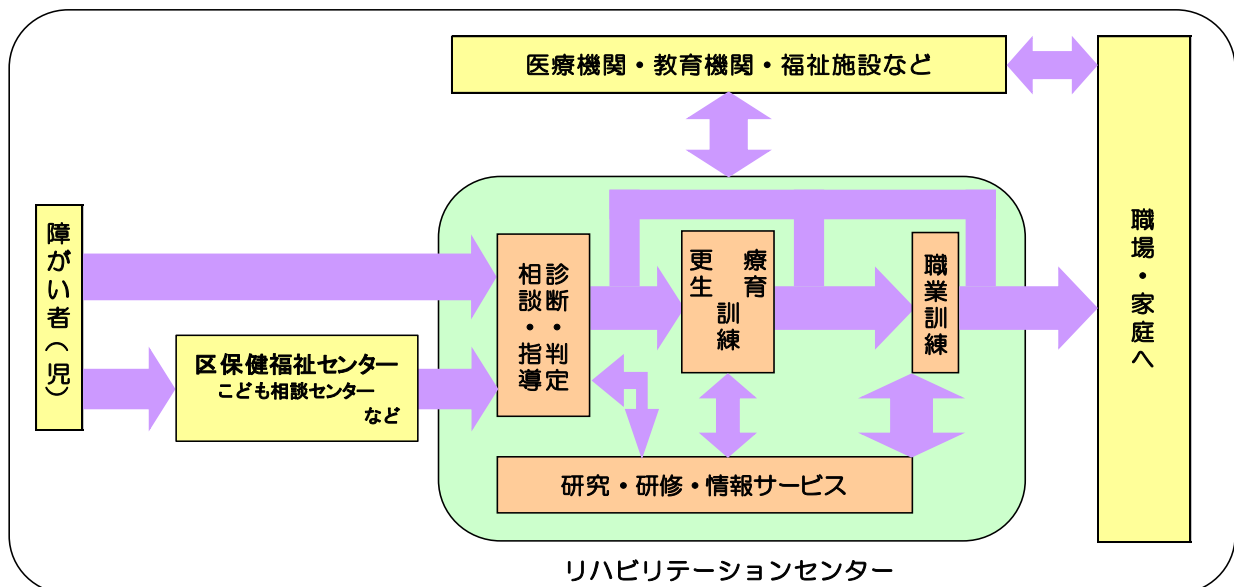 医療機関・教育機関・福祉施設など
障がい者（児）
区保健福祉センター
こども相談センター
など
診断・判定
相談・指導
療育
更生
訓練
職業訓練
職場・家庭へ
研究・研修・情報サービス
リハビリテーションセンター